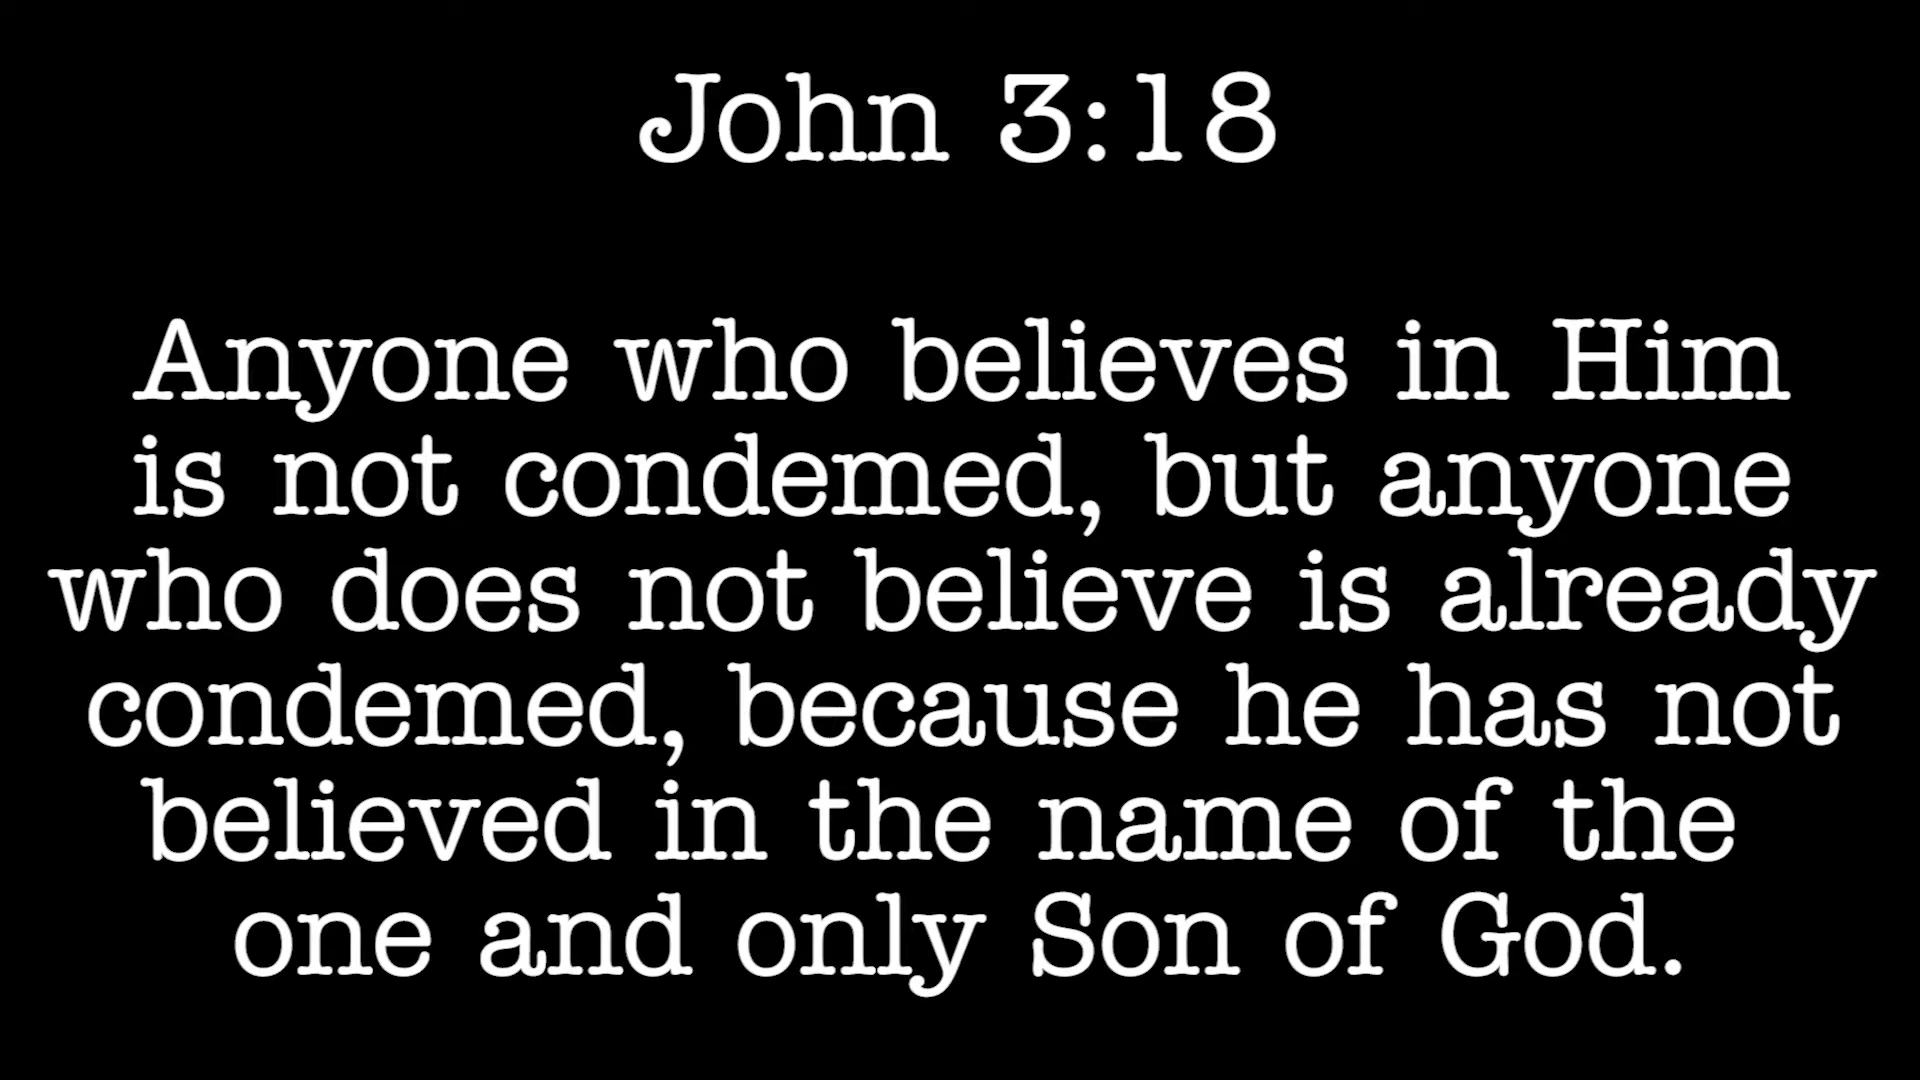 John 3:18
Anyone who believes in Him
is not condemed, but anyone
who does not believe is already
condemed, because he has not
believed in the name of the
one and only Son of God.